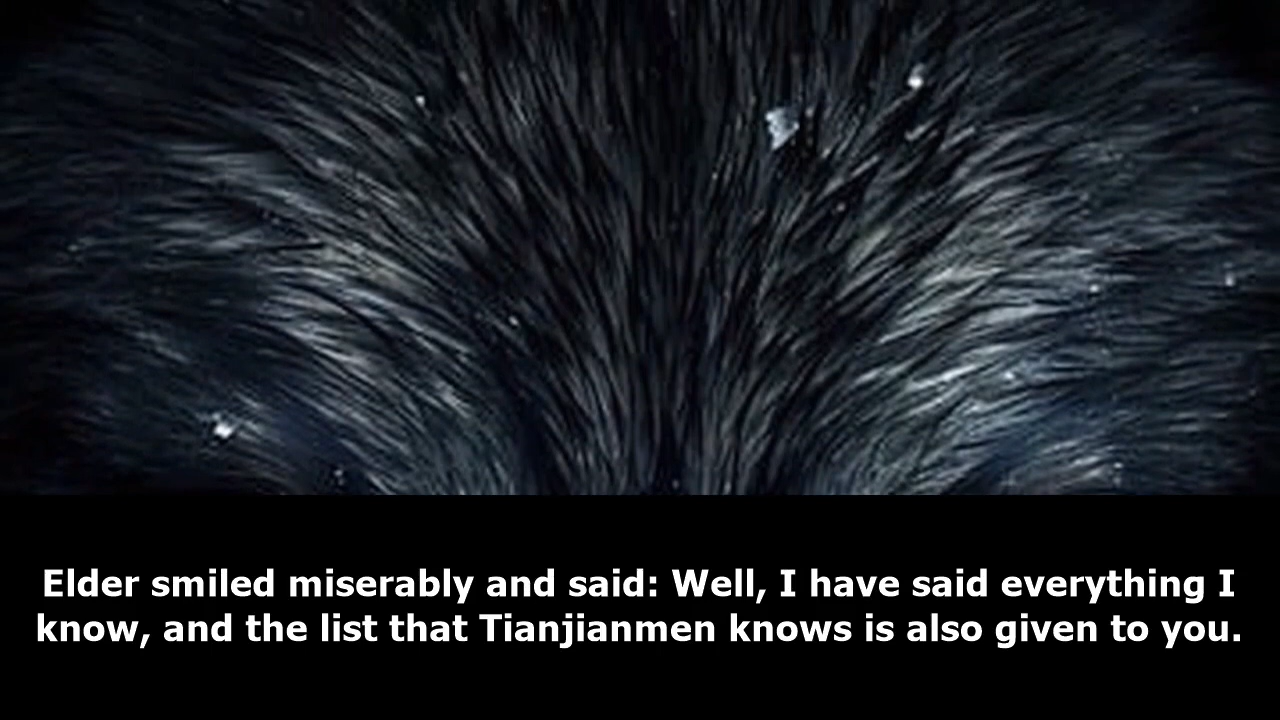 Elder smiled miserably and said: Well, I have said everything I
know, and the list that Tianjianmen knows is also given to you.